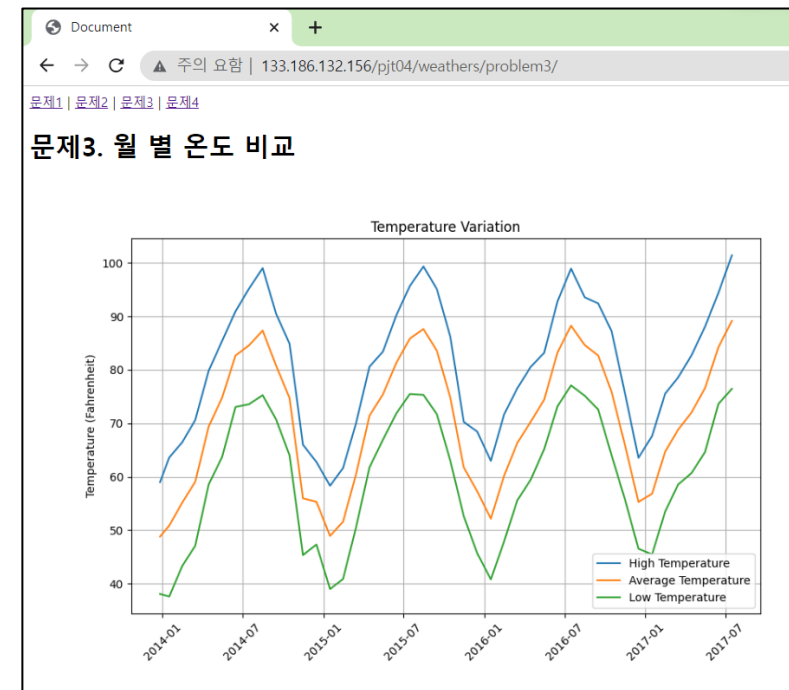 Document
주의 요함 | 133.186.132.156/pjt04/weathers/problem3/
문제1 | 문제2 | 문제3 | 문제4
문제3. 월 별 온도 비교
Temperature Variation
Temperature (Fahrenheit)
100
90
80
70
60
50
40
High Temperature
Average Temperature
Low Temperature
2014-01 2014-07 2015-01 2015-07 2016-01 2016-07 2017-01 2017-07